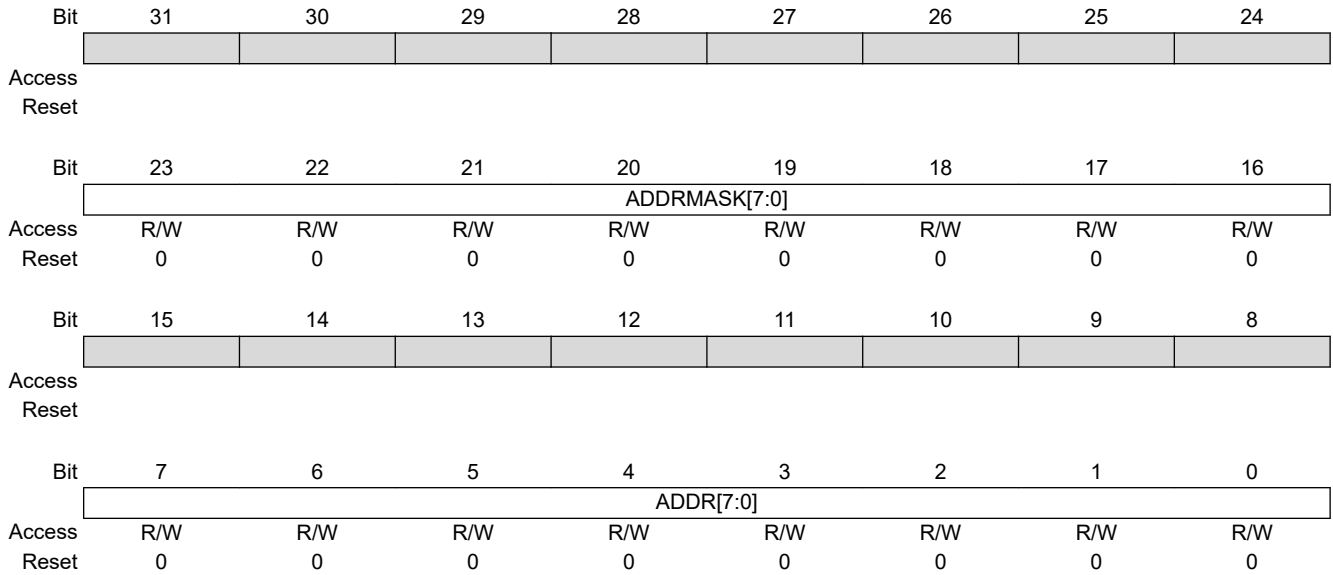 Bit 31 30 29 28 27 26 25 24
Access
Reset
Bit 23 22 21 20 19 18 17 16
ADDRMASK[7:0]
Access R/W R/W R/W R/W R/W R/W R/W R/W
Reset 0 0 0 0 0 0 0 0
Bit 15 14 13 12 11 10 9 8
Access
Reset
Bit 7 6 5 4 3 2 1 0
ADDR[7:0]
Access R/W R/W R/W R/W R/W R/W R/W R/W
Reset 0 0 0 0 0 0 0 0